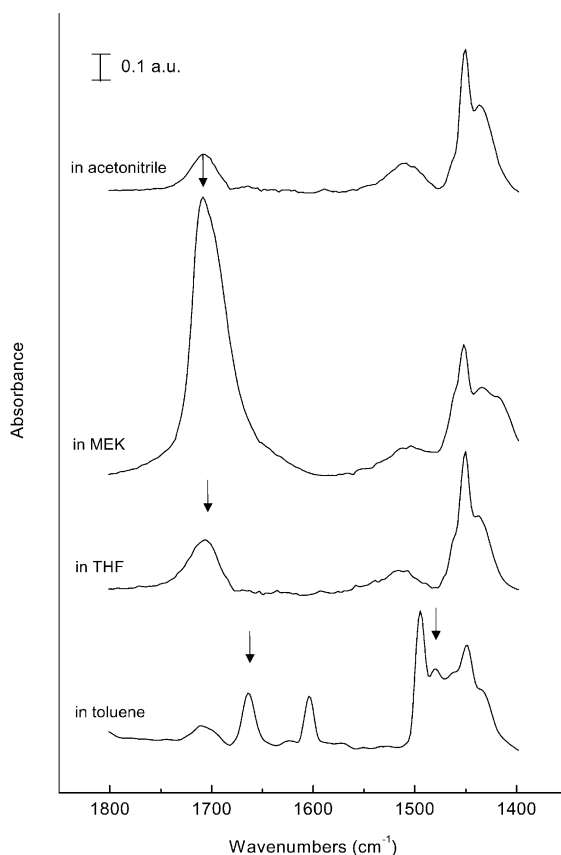 0.1 a.u.
in acetonitrile
in MEK
in THF
in toluene
Absorbance
1800 1700 1600 1500 1400
Wavenumbers (cm⁻¹)